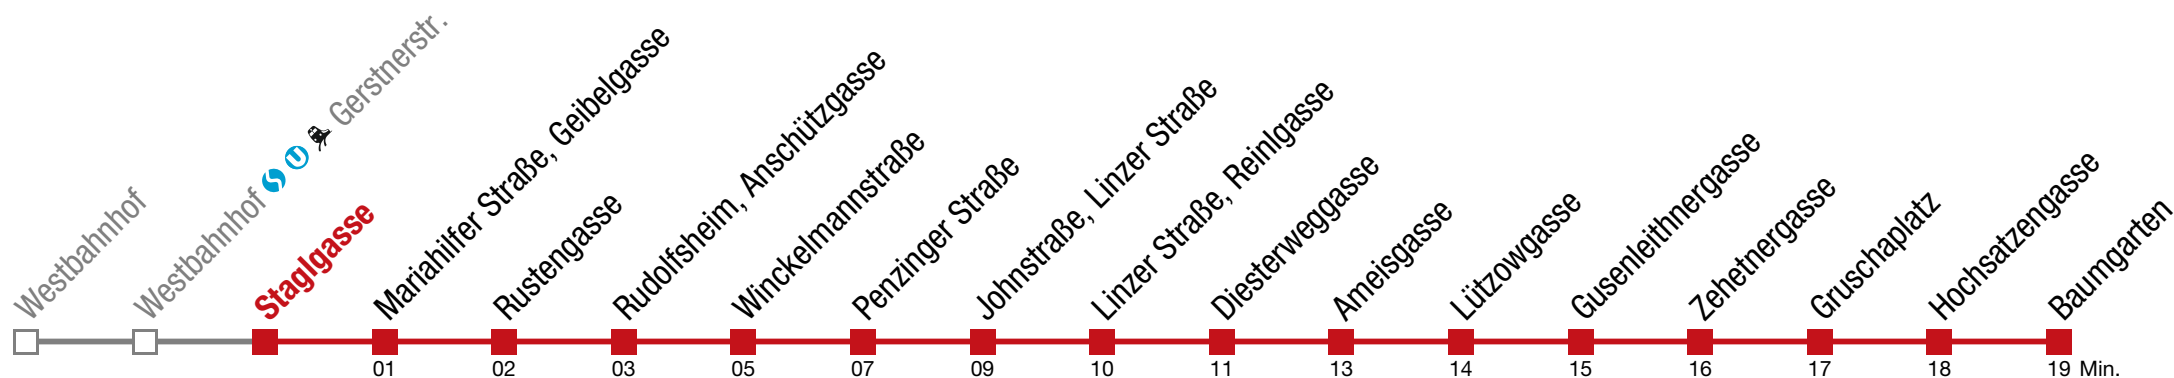 Westbahnhof
Westbahnhof Gerstnerstr.
Staglgasse
Mariahilfer Straße, Geibelgasse
Rustengasse
Rudolfsheim, Anschützgasse
Winckelmannstraße
Penzinger Straße
Johnstraße, Linzer Straße
Linzer Straße, Reinlgasse
Diesterweggasse
Ameisgasse
Lützowgasse
Gusenleithnergasse
Zehetnergasse
Gruschaplatz
Hochsatzengasse
Baumgarten
01 02 03 05 07 09 10 11 13 14 15 16 17 18 19 Min.